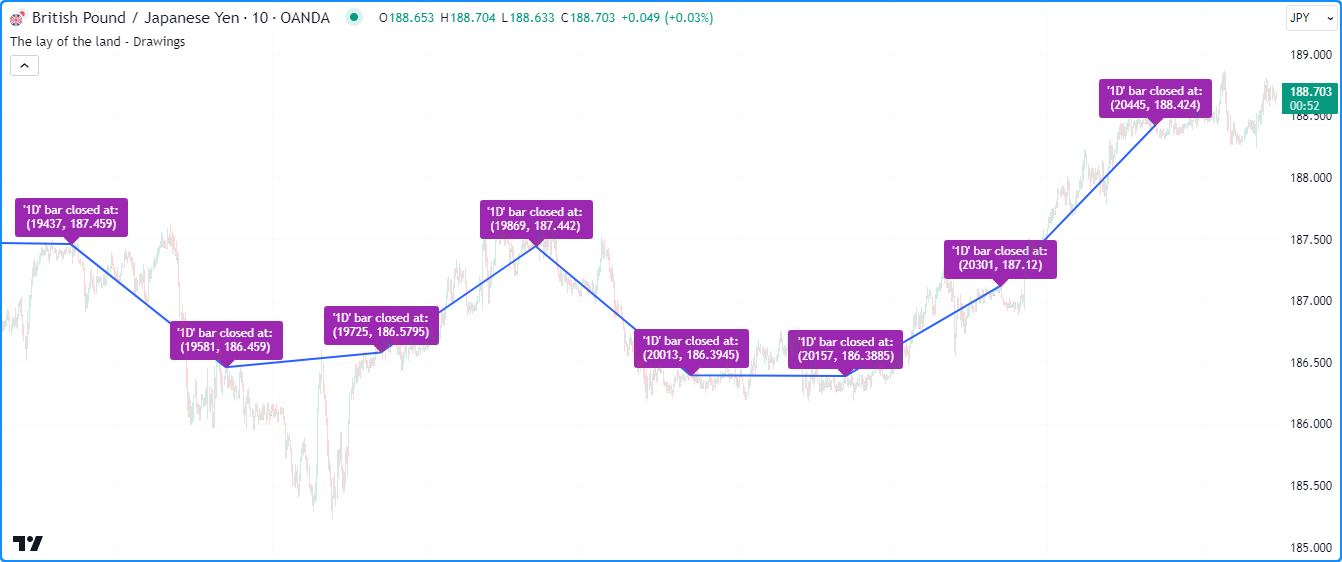 British Pound / Japanese Yen · 10 · OANDA O188.653 H188.704 L188.633 C188.703 +0.049 (+0.03%)
JPY
The lay of the land - Drawings
189.000
'1D' bar closed at:
(20445, 188.424)
188.703
00:52
188.500
188.000
'1D' bar closed at:
(19437, 187.459)
'1D' bar closed at:
(19869, 187.442)
187.500
'1D' bar closed at:
(20301, 187.12)
187.000
'1D' bar closed at:
(19725, 186.5795)
'1D' bar closed at:
(19581, 186.459)
'1D' bar closed at:
(20013, 186.3945)
'1D' bar closed at:
(20157, 186.3885)
186.500
186.000
185.500
185.000